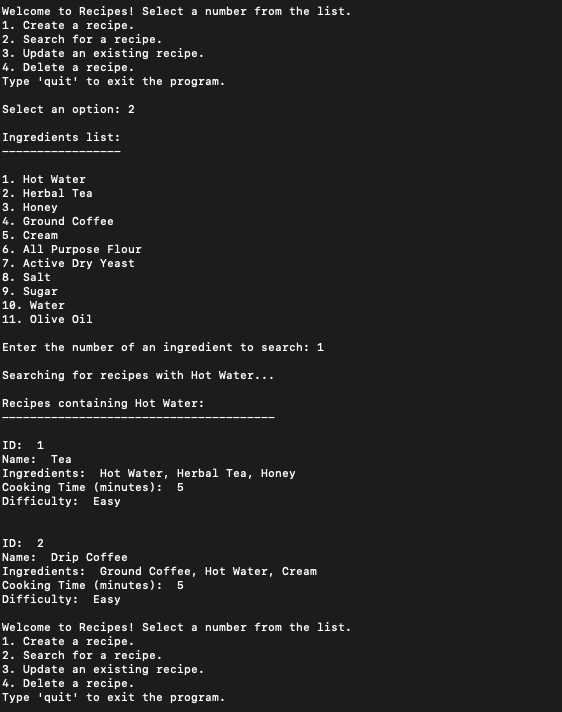 Welcome to Recipes! Select a number from the list.
1. Create a recipe.
2. Search for a recipe.
3. Update an existing recipe.
4. Delete a recipe.
Type 'quit' to exit the program.
Select an option: 2
Ingredients list:
-----------------
1. Hot Water
2. Herbal Tea
3. Honey
4. Ground Coffee
5. Cream
6. All Purpose Flour
7. Active Dry Yeast
8. Salt
9. Sugar
10. Water
11. Olive Oil
Enter the number of an ingredient to search: 1
Searching for recipes with Hot Water...
Recipes containing Hot Water:
---------------------------------------
ID:  1
Name:  Tea
Ingredients:  Hot Water, Herbal Tea, Honey
Cooking Time (minutes):  5
Difficulty:  Easy
ID:  2
Name:  Drip Coffee
Ingredients:  Ground Coffee, Hot Water, Cream
Cooking Time (minutes):  5
Difficulty:  Easy
Welcome to Recipes! Select a number from the list.
1. Create a recipe.
2. Search for a recipe.
3. Update an existing recipe.
4. Delete a recipe.
Type 'quit' to exit the program.